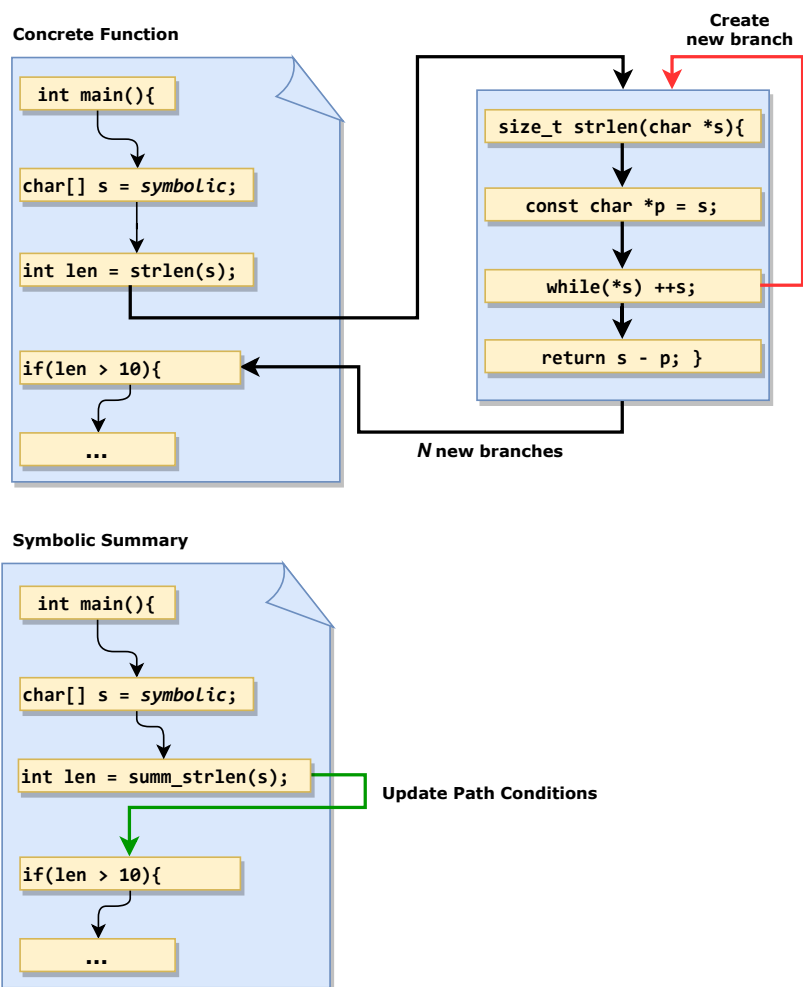 Concrete Function
int main(){
char[] s = symbolic;
int len = strlen(s);
if(len > 10){
...
Create
new branch
size_t strlen(char *s){
const char *p = s;
while(*s) ++s;
return s - p; }
N new branches
Symbolic Summary
int main(){
char[] s = symbolic;
int len = summ_strlen(s);
Update Path Conditions
if(len > 10){
...